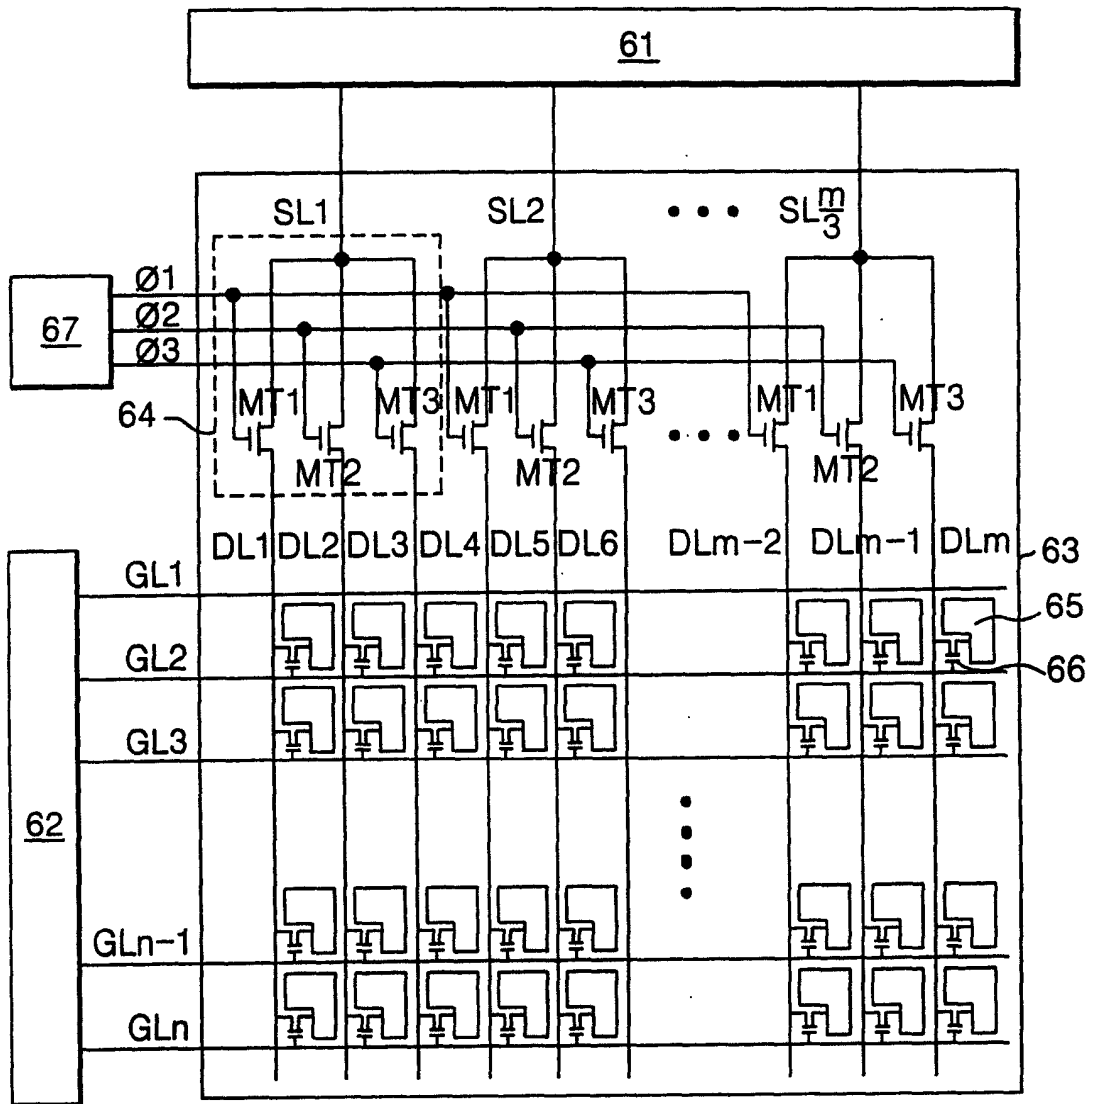 61
SL1 SL2 SLm/3
Ø1
67 Ø2
Ø3
64 MT1 MT3 MT1 MT3 MT1 MT3
MT2 MT2 MT2
DL1 DL2 DL3 DL4 DL5 DL6 DLm-2 DLm-1 DLm 63
GL1
65
GL2 66
GL3
62
GLn-1
GLn